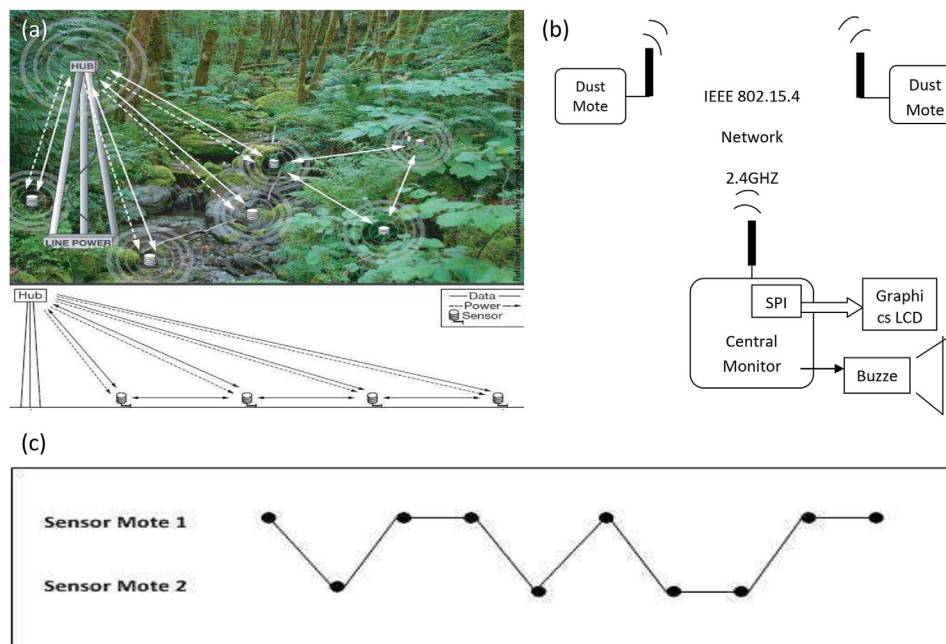 (a)
HUB
LINE POWER
Hub
Data
Power
Sensor
(b)
Dust
Mote
IEEE 802.15.4
Network
2.4GHZ
Dust
Mote
SPI
Central
Monitor
Graphi
cs LCD
Buzze
(c)
Sensor Mote 1
Sensor Mote 2